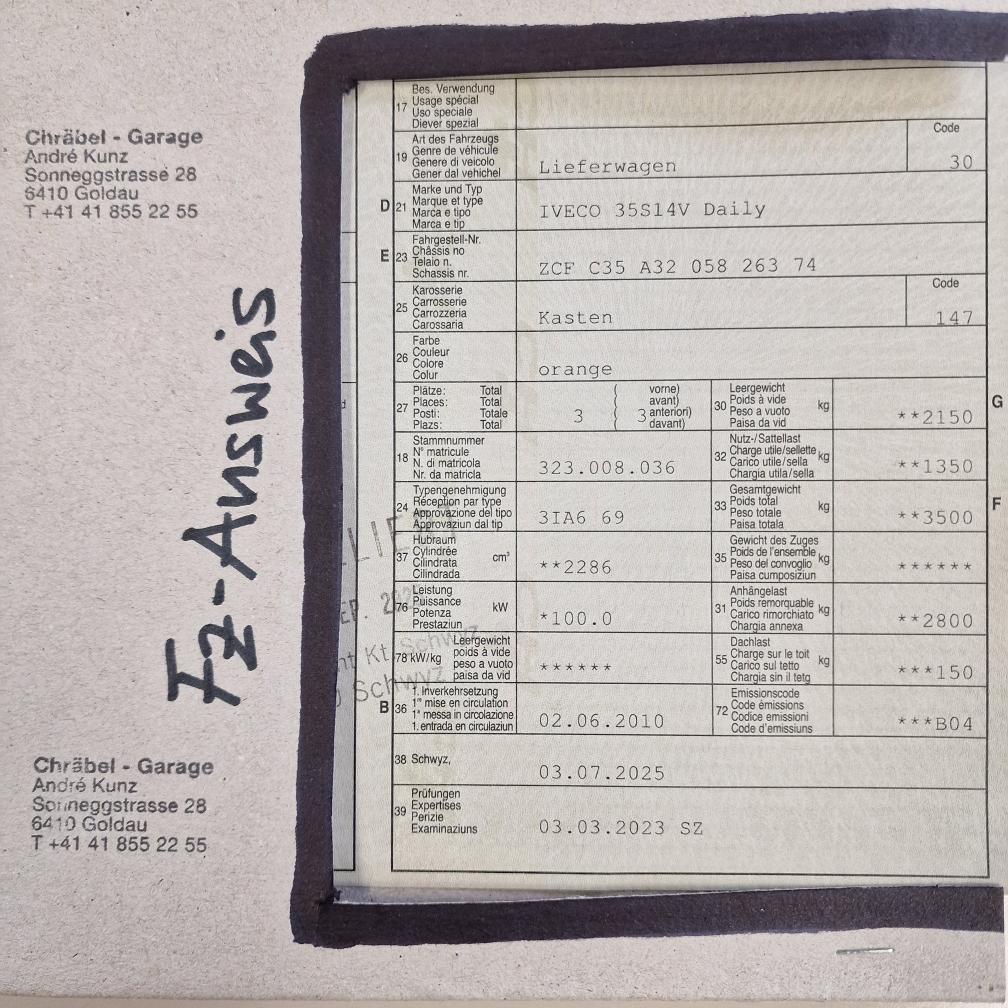 Chräbel - Garage
André Kunz
Sonneggstrasse 28
6410 Goldau
T +41 41 855 22 55
Fz-Ausweis
Chräbel - Garage
André Kunz
Sonneggstrasse 28
6410 Goldau
T +41 41 855 22 55
17 Bes. Verwendung
Usage spécial
Uso speciale
Diever spezial
19 Art des Fahrzeugs
Genre de véhicule
Genere di veicolo
Gener dal vehichel
Lieferwagen
Code
30
D 21 Marke und Typ
Marque et type
Marca e tipo
Marca e tip
IVECO 35S14V Daily
E 23 Fahrgestell-Nr.
Châssis no
Telaio n.
Schassis nr.
ZCF C35 A32 058 263 74
25 Karosserie
Carrosserie
Carrozzeria
Carossaria
Kasten
Code
147
26 Farbe
Couleur
Colore
Colur
orange
27 Plätze: Total
Places: Total
Posti: Totale
Plazs: Total
3 ( vorne)
avant)
3 anteriori)
( davant)
30 Leergewicht
Poids à vide
Peso a vuoto
Paisa da vid
kg
**2150
G
18 Stammnummer
N° matricule
N. di matricola
Nr. da matricla
323.008.036
32 Nutz-/Sattellast
Charge utile/sellette
Carico utile/sella
Chargia utila/sella
kg
**1350
24 Typengenehmigung
Réception par type
Approvazione del tipo
Approvaziun dal tip
3IA6 69
33 Gesamtgewicht
Poids total
Peso totale
Paisa totala
kg
**3500
F
37 Hubraum
Cylindrée
Cilindrata
Cilindrada
cm³
**2286
35 Gewicht des Zuges
Poids de l'ensemble
Peso del convoglio
Paisa cumposiziun
kg
******
76 Leistung
Puissance
Potenza
Prestaziun
kW
*100.0
31 Anhängelast
Poids remorquable
Carico rimorchiato
Chargia annexa
kg
**2800
78 kW/kg Leergewicht
poids à vide
peso a vuoto
paisa da vid
******
55 Dachlast
Charge sur le toit
Carico sul tetto
Chargia sin il tetg
kg
***150
B 36 1. Inverkehrsetzung
1re mise en circulation
1a messa in circolazione
1. entrada en circulaziun
02.06.2010
72 Emissionscode
Code émissions
Codice emissioni
Code d'emissiuns
***B04
38 Schwyz,
03.07.2025
39 Prüfungen
Expertises
Perizie
Examinaziuns
03.03.2023 SZ
Kt. Schwyz
Schwyz